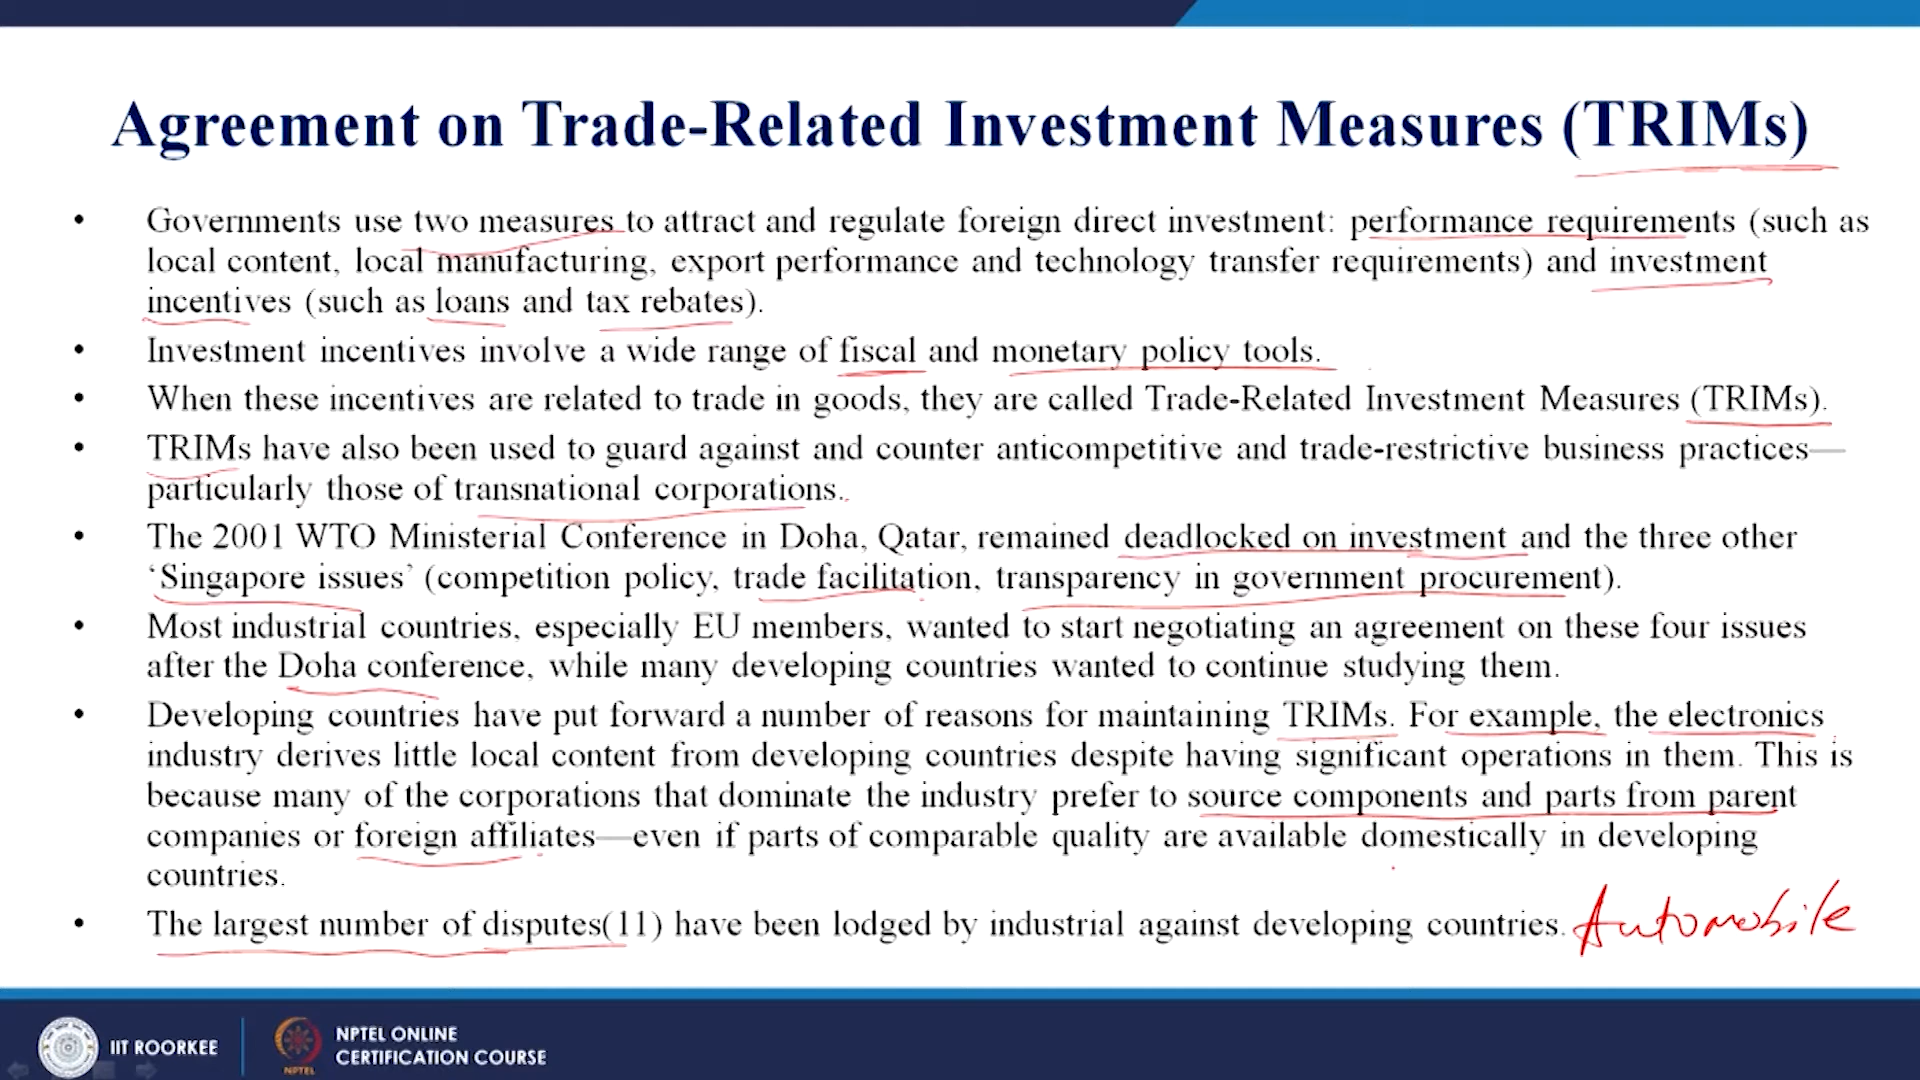 Agreement on Trade-Related Investment Measures (TRIMs)
• Governments use two measures to attract and regulate foreign direct investment: performance requirements (such as
local content, local manufacturing, export performance and technology transfer requirements) and investment
incentives (such as loans and tax rebates).
• Investment incentives involve a wide range of fiscal and monetary policy tools.
• When these incentives are related to trade in goods, they are called Trade-Related Investment Measures (TRIMs).
• TRIMs have also been used to guard against and counter anticompetitive and trade-restrictive business practices—
particularly those of transnational corporations.
• The 2001 WTO Ministerial Conference in Doha, Qatar, remained deadlocked on investment and the three other
‘Singapore issues’ (competition policy, trade facilitation, transparency in government procurement).
• Most industrial countries, especially EU members, wanted to start negotiating an agreement on these four issues
after the Doha conference, while many developing countries wanted to continue studying them.
• Developing countries have put forward a number of reasons for maintaining TRIMs. For example, the electronics
industry derives little local content from developing countries despite having significant operations in them. This is
because many of the corporations that dominate the industry prefer to source components and parts from parent
companies or foreign affiliates—even if parts of comparable quality are available domestically in developing
countries.
• The largest number of disputes(11) have been lodged by industrial against developing countries. Automobile
IIT ROORKEE
NPTEL
NPTEL ONLINE
CERTIFICATION COURSE